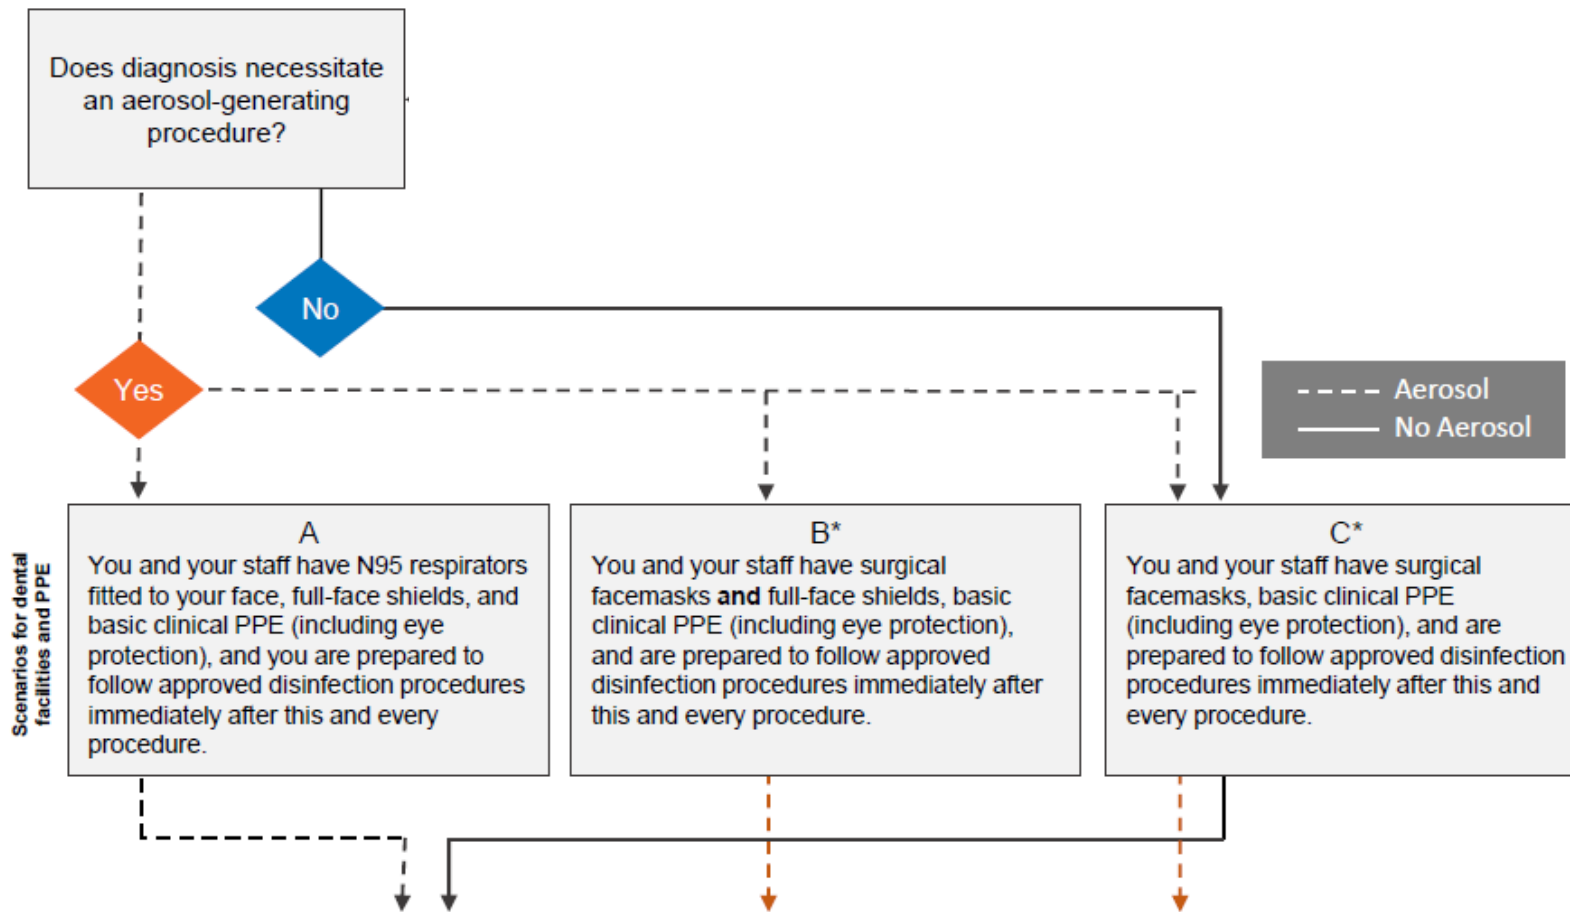 Does diagnosis necessitate
an aerosol-generating
procedure?
No
Yes
Aerosol
No Aerosol
Scenarios for dental
facilities and PPE
A
You and your staff have N95 respirators
fitted to your face, full-face shields, and
basic clinical PPE (including eye
protection), and you are prepared to
follow approved disinfection procedures
immediately after this and every
procedure.
B*
You and your staff have surgical
facemasks and full-face shields, basic
clinical PPE (including eye protection),
and are prepared to follow approved
disinfection procedures immediately after
this and every procedure.
C*
You and your staff have surgical
facemasks, basic clinical PPE
(including eye protection), and are
prepared to follow approved disinfection
procedures immediately after this and
every procedure.